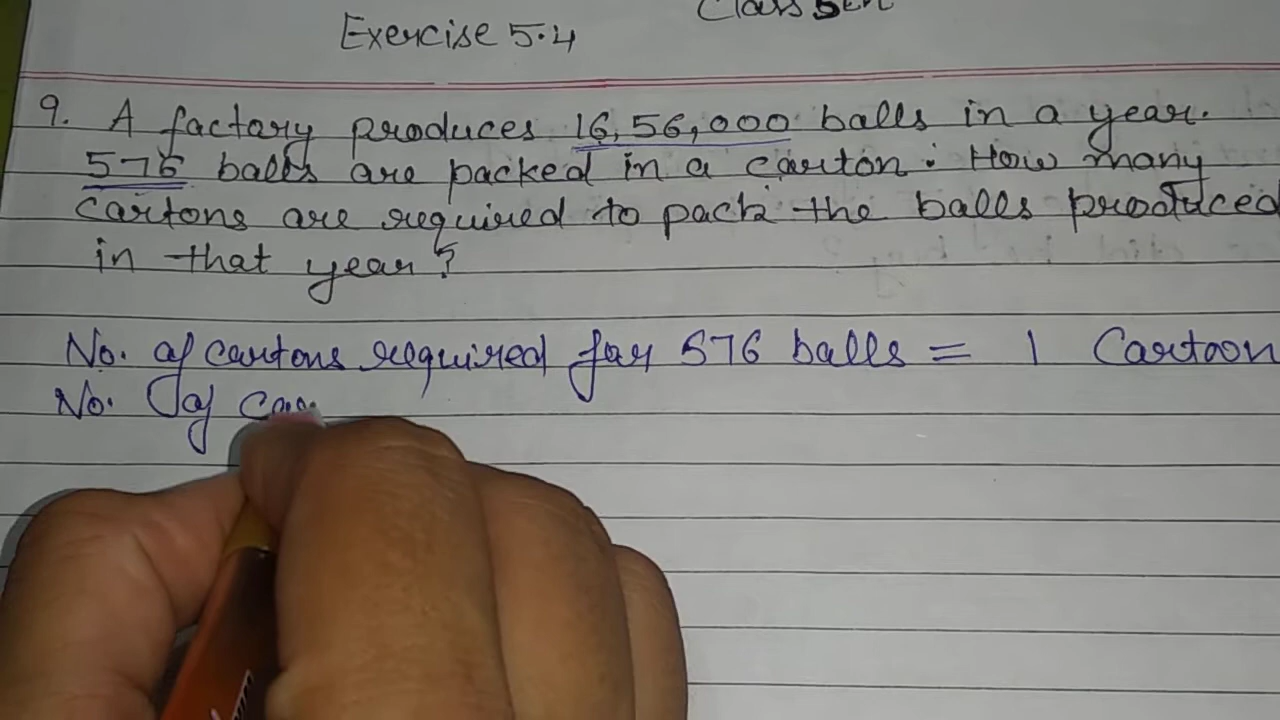 Class 5th
Exercise 5.4
9. A factory produces 16,56,000 balls in a year.
576 balls are packed in a carton. How many
cartons are required to pack the balls produced
in that year?
No. of cartons required for 576 balls = 1 Cartoon
No. of